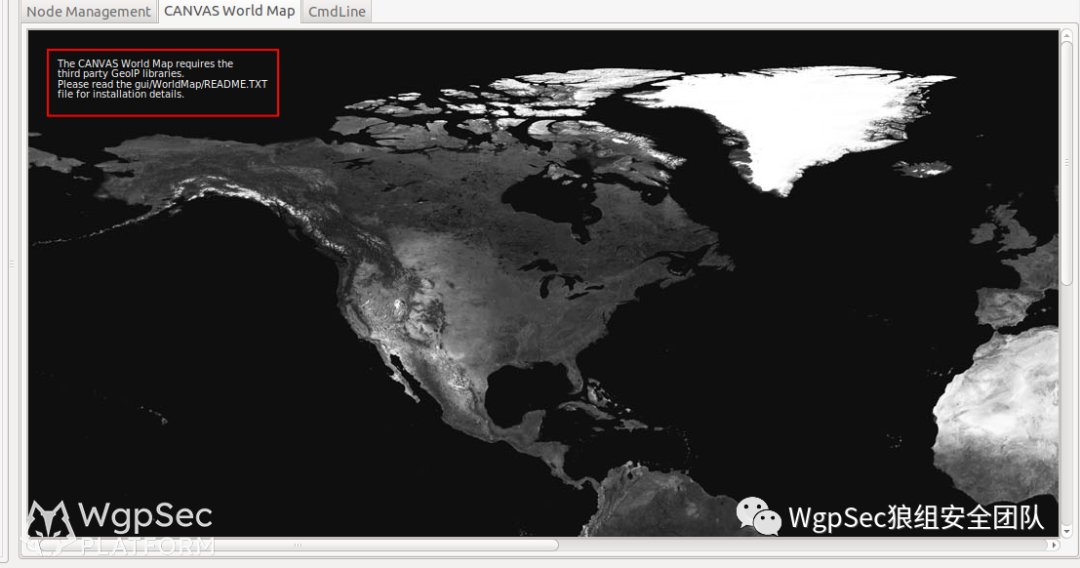 Node Management CANVAS World Map CmdLine
The CANVAS World Map requires the
third party GeoIP libraries.
Please read the gui/WorldMap/README.TXT
file for installation details.
WgpSec
PLATFORM
WgpSec狼组安全团队